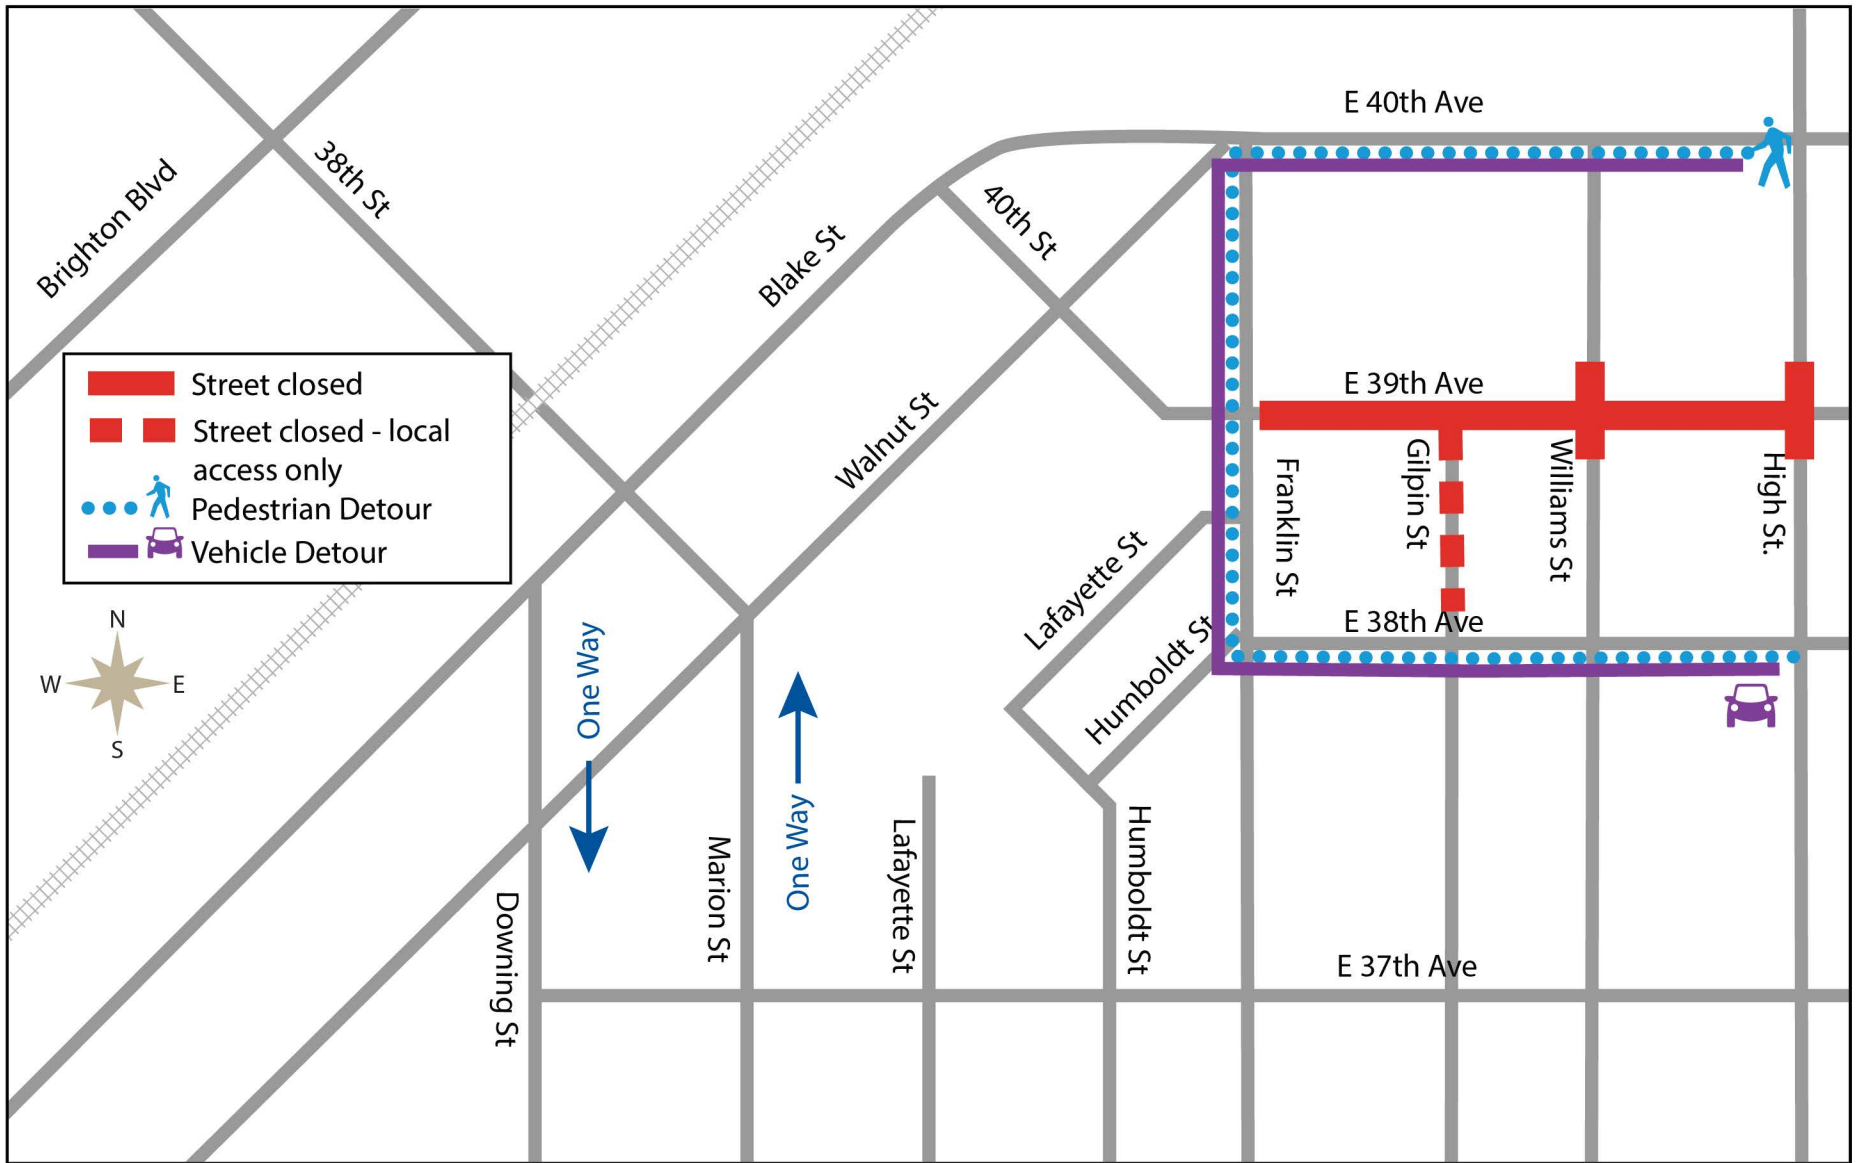 E 40th Ave
38th St
Brighton Blvd
40th St
Blake St
Street closed
Street closed - local
access only
Pedestrian Detour
Vehicle Detour
E 39th Ave
Walnut St
Franklin St
Gilpin St
Williams St
High St.
Lafayette St
Humboldt St
E 38th Ave
N
W
E
S
One Way
One Way
Downing St
Marion St
Lafayette St
Humboldt St
E 37th Ave